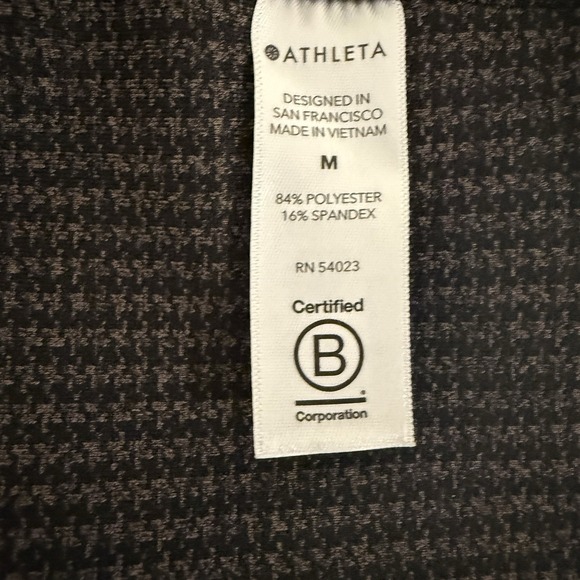 ATHLETA
DESIGNED IN
SAN FRANCISCO
MADE IN VIETNAM
M
84% POLYESTER
16% SPANDEX
RN 54023
Certified
B
Corporation